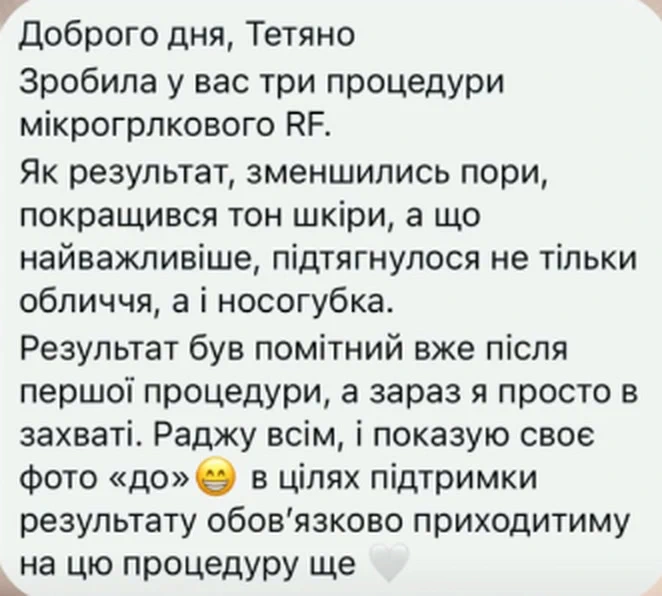 Доброго дня, Тетяно
Зробила у вас три процедури
мікрогрлкового RF.
Як результат, зменшились пори,
покращився тон шкіри, а що
найважливіше, підтягнулося не тільки
обличчя, а і носогубка.
Результат був помітний вже після
першої процедури, а зараз я просто в
захваті. Раджу всім, і показую своє
фото «до»😁 в цілях підтримки
результату обов’язково приходитиму
на цю процедуру ще 🤍